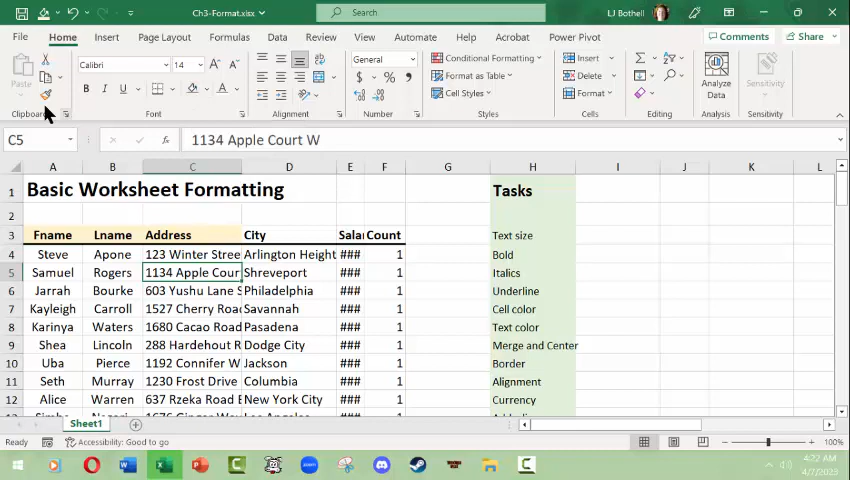 Ch3-Format.xlsx
Search
LJ Bothell
File Home Insert Page Layout Formulas Data Review View Automate Help Acrobat Power Pivot Comments Share
Calibri 14 General Conditional Formatting Insert
Paste Format as Table Delete Analyze Data Sensitivity
Cell Styles Format
Clipboard Font Alignment Number Styles Cells Editing Analysis Sensitivity
C5 fx 1134 Apple Court W
A B C D E F G H I J K L
1 Basic Worksheet Formatting Tasks
2
3 Fname Lname Address City Salar Count Text size
4 Steve Apone 123 Winter Stree Arlington Height ### 1 Bold
5 Samuel Rogers 1134 Apple Cour Shreveport ### 1 Italics
6 Jarrah Bourke 603 Yushu Lane S Philadelphia ### 1 Underline
7 Kayleigh Carroll 1527 Cherry Road Savannah ### 1 Cell color
8 Karinya Waters 1680 Cacao Road Pasadena ### 1 Text color
9 Shea Lincoln 288 Hardehout R Dodge City ### 1 Merge and Center
10 Uba Pierce 1192 Connifer W Jackson ### 1 Border
11 Seth Murray 1230 Frost Drive Columbia ### 1 Alignment
12 Alice Warren 637 Rzeka Road E New York City ### 1 Currency
Sheet1
Ready Accessibility: Good to go 100%
4:22 AM
4/7/2023